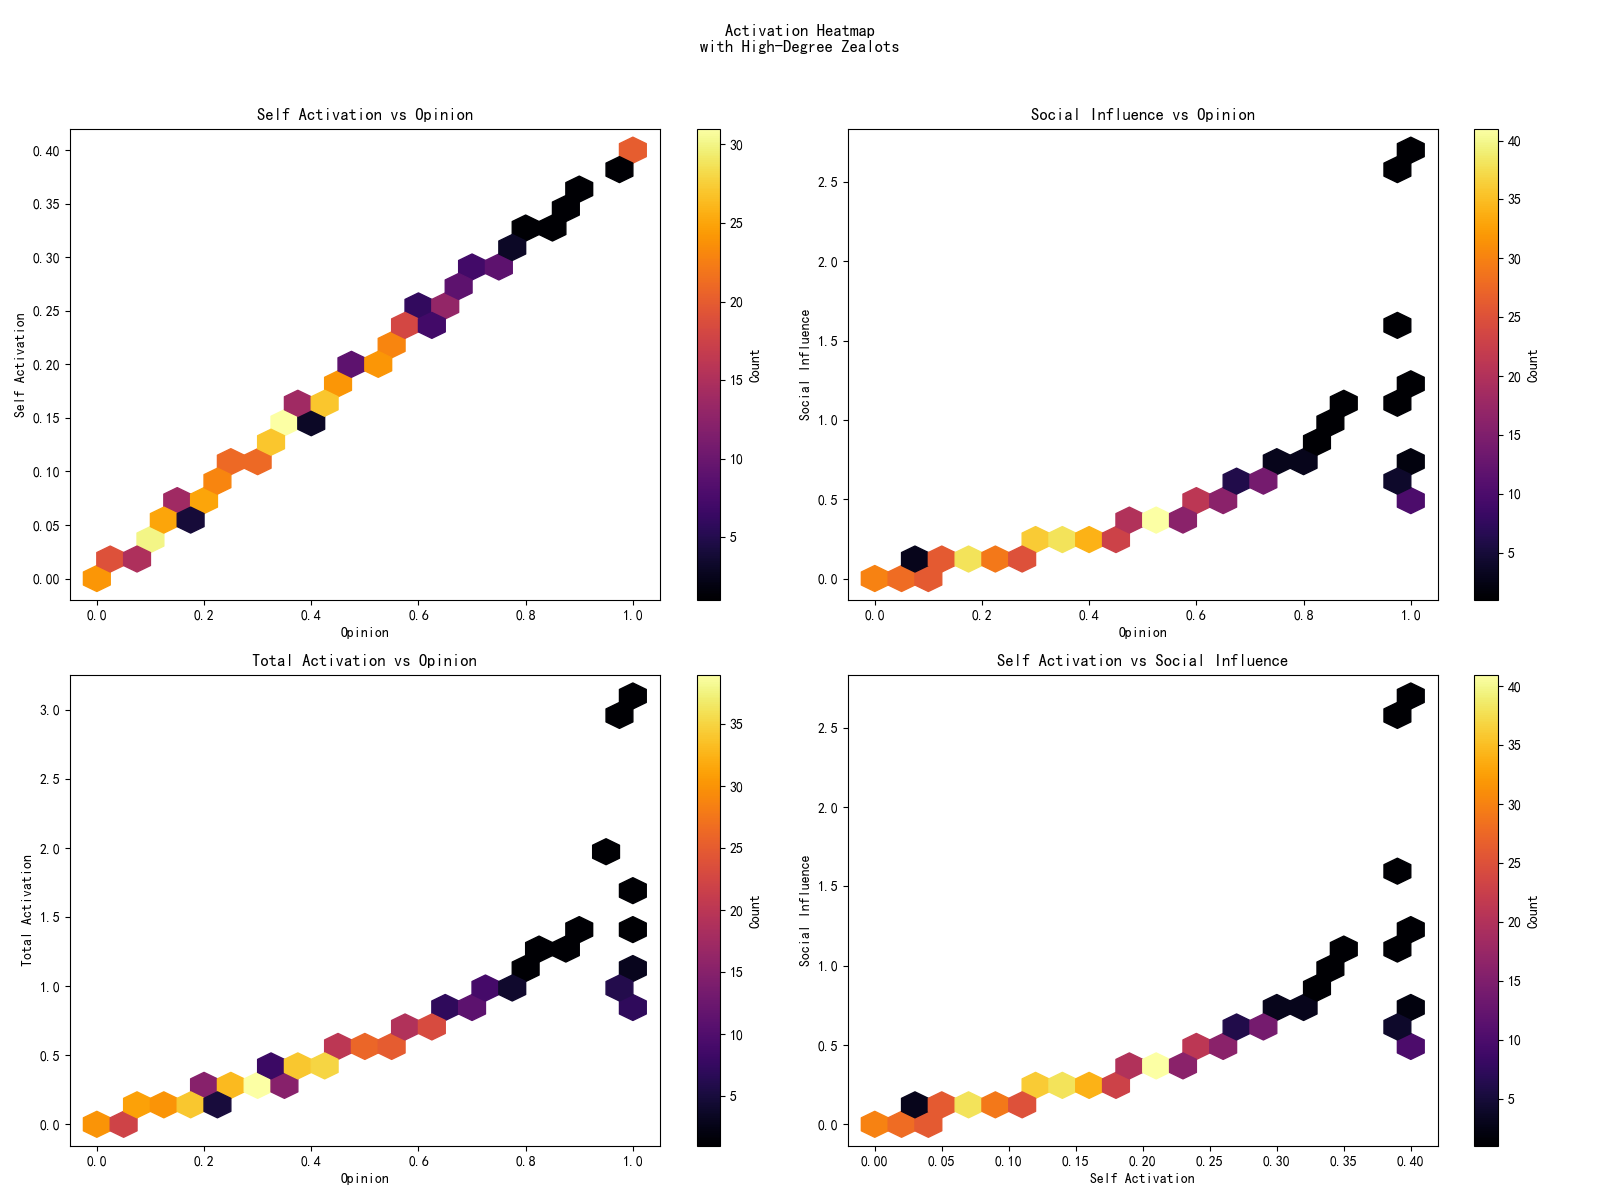 Activation Heatmap
with High-Degree Zealots
Self Activation vs Opinion
0.40
0.35
0.30
0.25
0.20
0.15
0.10
0.05
0.00
Self Activation
0.0 0.2 0.4 0.6 0.8 1.0
Opinion
30
25
20
15
10
5
Count
Social Influence vs Opinion
2.5
2.0
1.5
1.0
0.5
0.0
Social Influence
0.0 0.2 0.4 0.6 0.8 1.0
Opinion
40
35
30
25
20
15
10
5
Count
Total Activation vs Opinion
3.0
2.5
2.0
1.5
1.0
0.5
0.0
Total Activation
0.0 0.2 0.4 0.6 0.8 1.0
Opinion
35
30
25
20
15
10
5
Count
Self Activation vs Social Influence
2.5
2.0
1.5
1.0
0.5
0.0
Social Influence
0.00 0.05 0.10 0.15 0.20 0.25 0.30 0.35 0.40
Self Activation
40
35
30
25
20
15
10
5
Count